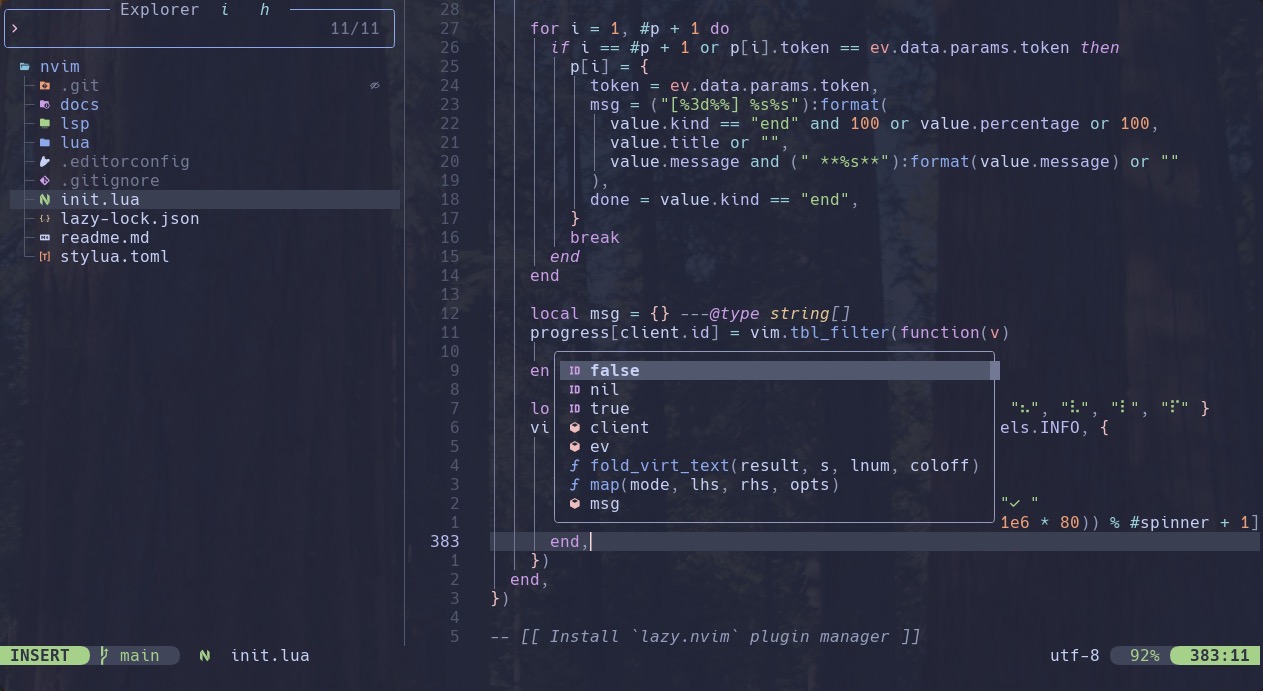 Explorer i h
› 11/11
nvim
.git
docs
lsp
lua
.editorconfig
.gitignore
init.lua
lazy-lock.json
readme.md
stylua.toml
28
27 for i = 1, #p + 1 do
26 if i == #p + 1 or p[i].token == ev.data.params.token then
25 p[i] = {
24 token = ev.data.params.token,
23 msg = ("[%3d%%] %s%s"):format(
22 value.kind == "end" and 100 or value.percentage or 100,
21 value.title or "",
20 value.message and (" **%s**"):format(value.message) or ""
19 ),
18 done = value.kind == "end",
17 }
16 break
15 end
14 end
13
12 local msg = {} ---@type string[]
11 progress[client.id] = vim.tbl_filter(function(v)
10
9 en
8
7 lo "⠦", "⠧", "⠇", "⠏" }
6 vi els.INFO, {
5
4
3
2 "✓ "
1 1e6 * 80)) % #spinner + 1]
ID false
ID nil
ID true
client
ev
ƒ fold_virt_text(result, s, lnum, coloff)
ƒ map(mode, lhs, rhs, opts)
msg
383 end,
1 })
2 end,
3 })
4
5 -- [[ Install `lazy.nvim` plugin manager ]]
INSERT main init.lua utf-8 92% 383:11